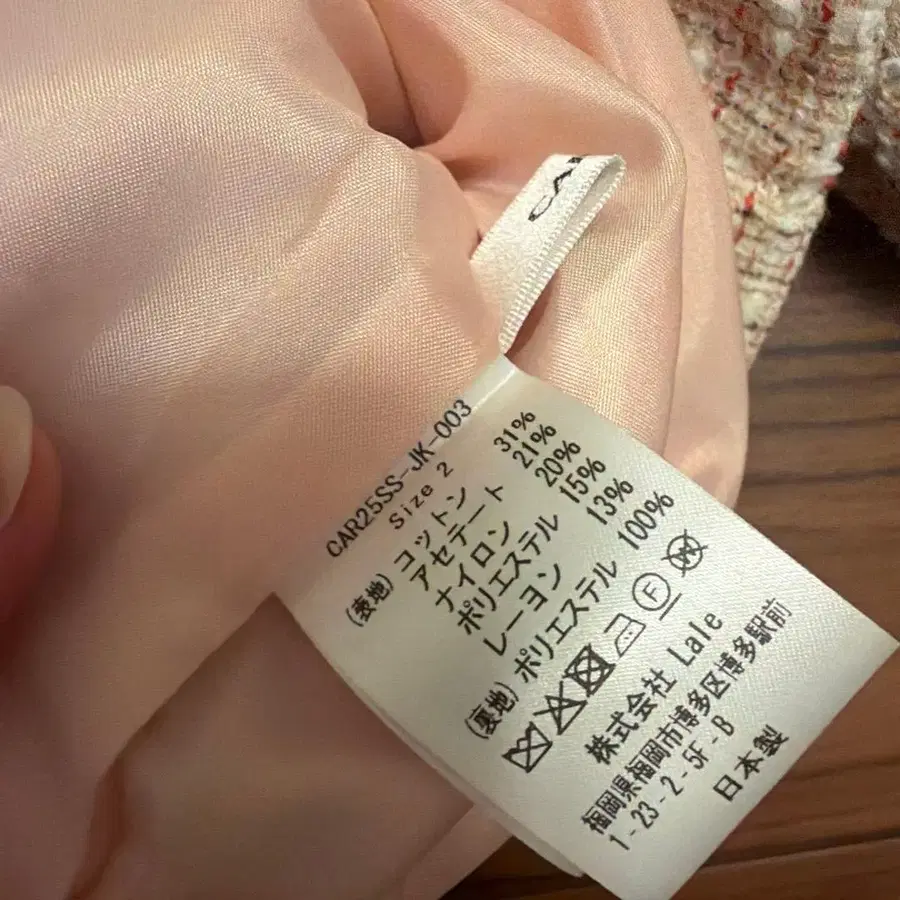 CAR25SS-JK-003
Size 2
(表地) コットン 31%
アセテート 21%
ナイロン 20%
ポリエステル 15%
レーヨン 13%
(裏地) ポリエステル 100%
F
W
株式会社 Lale
福岡県福岡市博多区博多駅前
1-23-2-5F-B
日本製